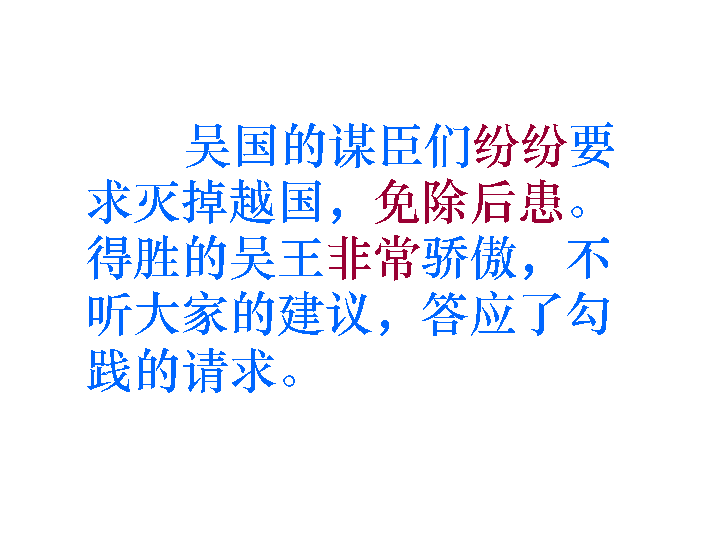 吴国的谋臣们纷纷要
求灭掉越国，免除后患。
得胜的吴王非常骄傲，不
听大家的建议，答应了勾
践的请求。